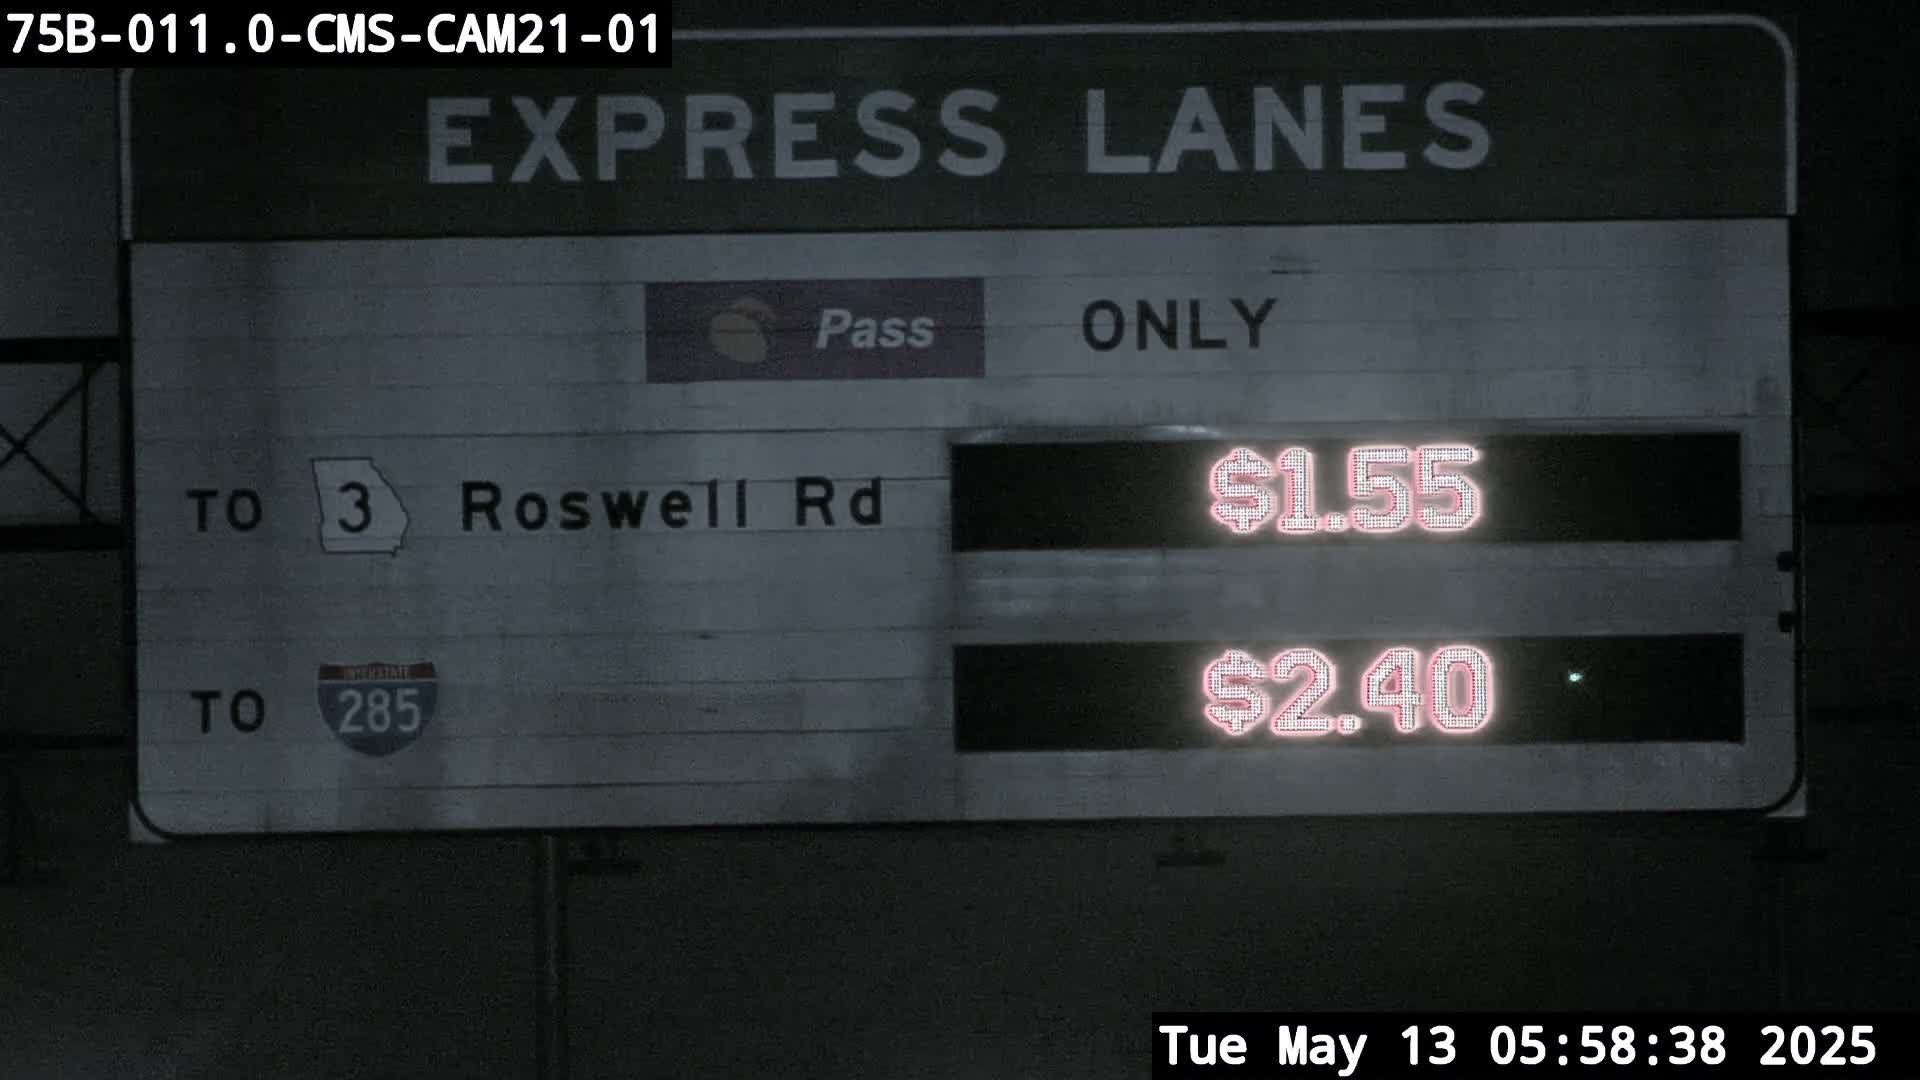 75B-011.0-CMS-CAM21-01
EXPRESS LANES
Pass ONLY
TO 3 Roswell Rd $1.55
INTERSTATE
TO 285 $2.40
Tue May 13 05:58:38 2025